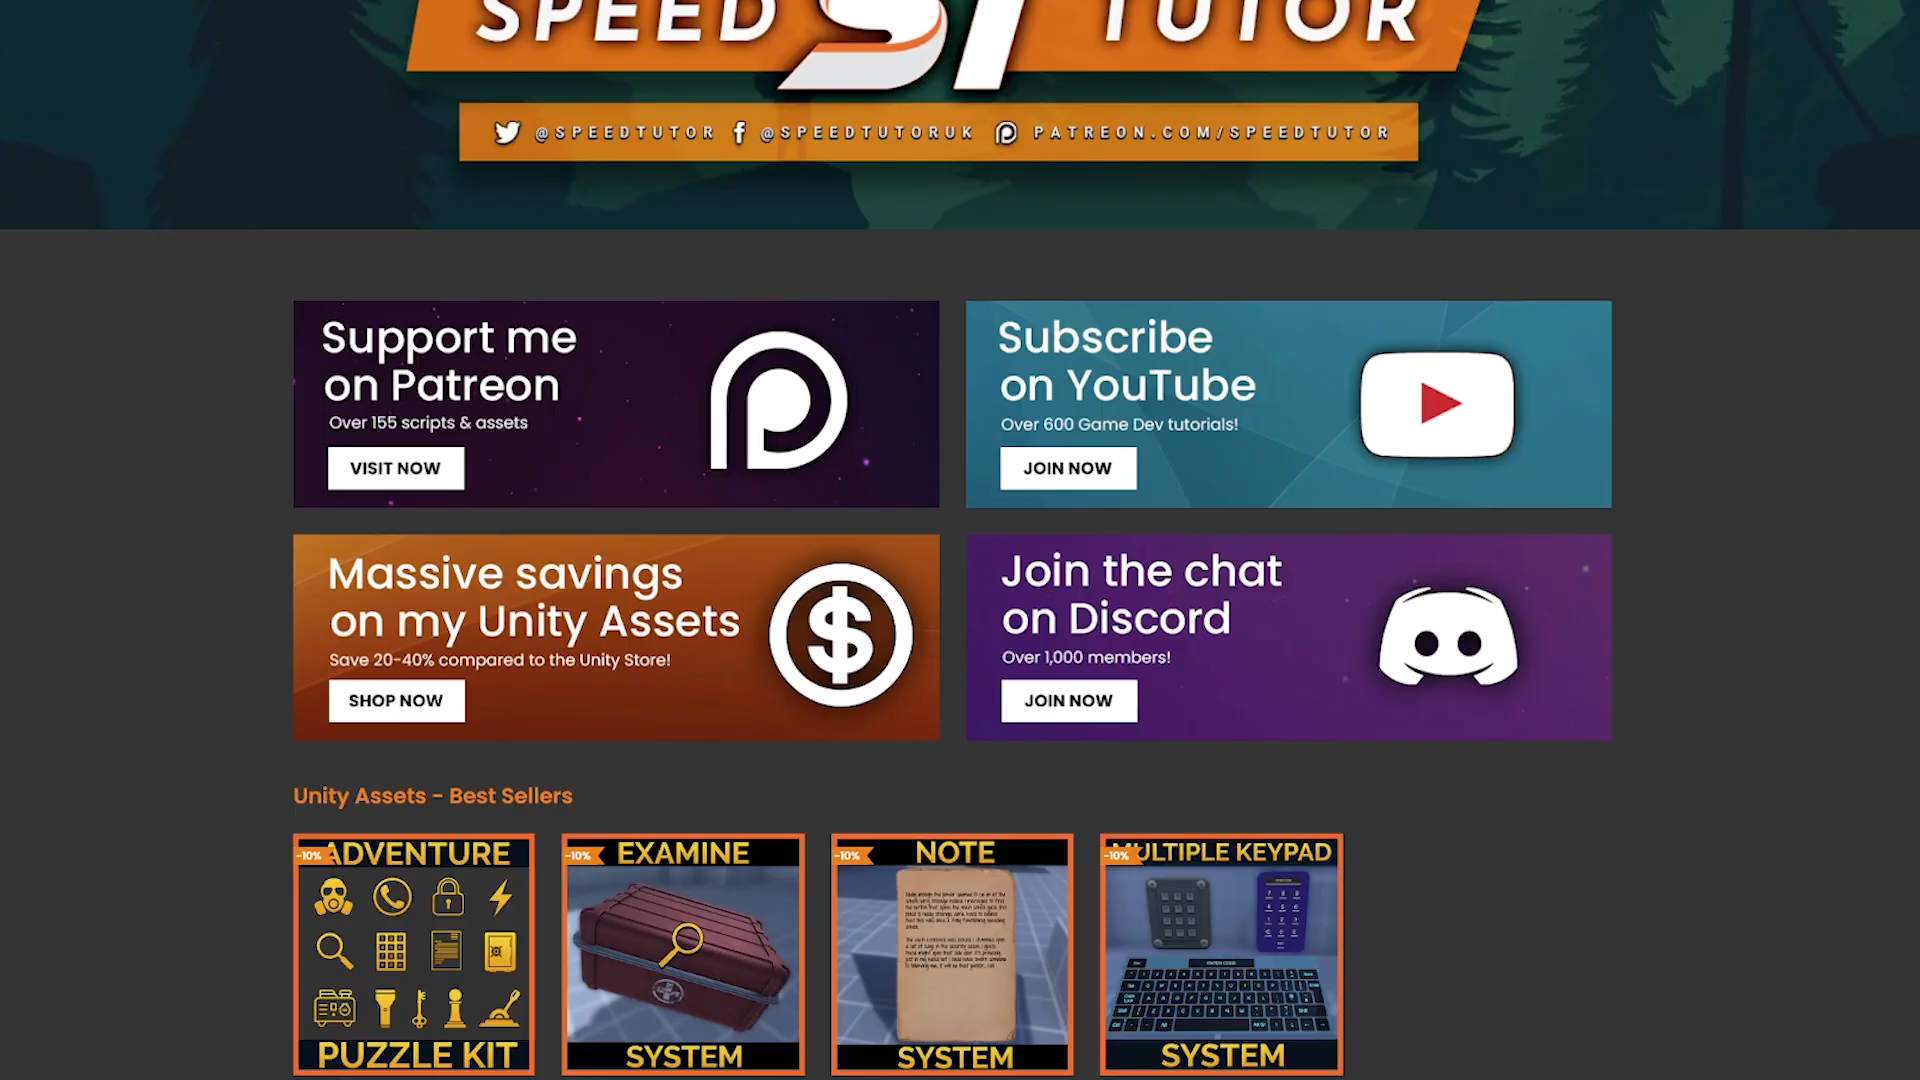 SPEED ST TUTOR
@SPEEDTUTOR @SPEEDTUTORUK PATREON.COM/SPEEDTUTOR
Support me
on Patreon
Over 155 scripts & assets
VISIT NOW
Subscribe
on YouTube
Over 600 Game Dev tutorials!
JOIN NOW
Massive savings
on my Unity Assets
Save 20-40% compared to the Unity Store!
SHOP NOW
Join the chat
on Discord
Over 1,000 members!
JOIN NOW
Unity Assets - Best Sellers
-10%
ADVENTURE
PUZZLE KIT
-10%
EXAMINE
SYSTEM
-10%
NOTE
SYSTEM
-10%
MULTIPLE KEYPAD
SYSTEM